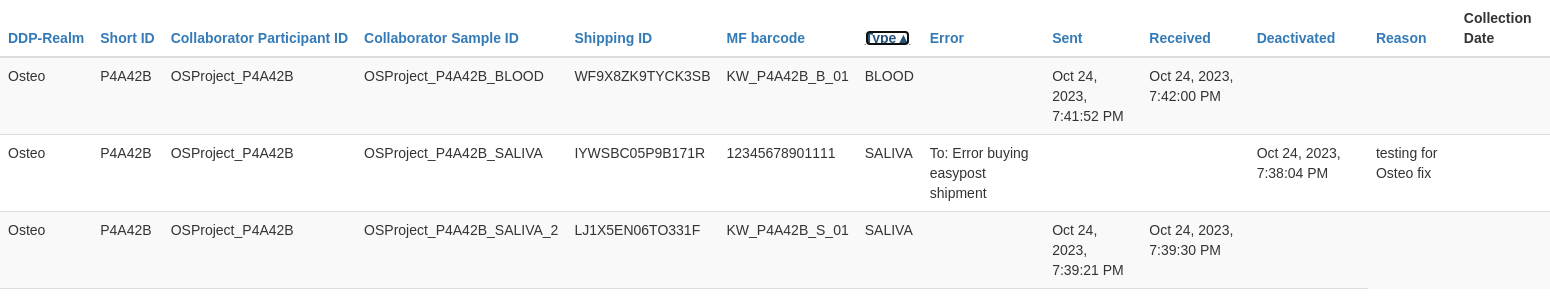 DDP-Realm Short ID Collaborator Participant ID Collaborator Sample ID Shipping ID MF barcode Type ▲ Error Sent Received Deactivated Reason Collection Date
Osteo P4A42B OSProject_P4A42B OSProject_P4A42B_BLOOD WF9X8ZK9TYCK3SB KW_P4A42B_B_01 BLOOD Oct 24, 2023, 7:41:52 PM Oct 24, 2023, 7:42:00 PM
Osteo P4A42B OSProject_P4A42B OSProject_P4A42B_SALIVA IYWSBC05P9B171R 12345678901111 SALIVA To: Error buying easypost shipment Oct 24, 2023, 7:38:04 PM testing for Osteo fix
Osteo P4A42B OSProject_P4A42B OSProject_P4A42B_SALIVA_2 LJ1X5EN06TO331F KW_P4A42B_S_01 SALIVA Oct 24, 2023, 7:39:21 PM Oct 24, 2023, 7:39:30 PM